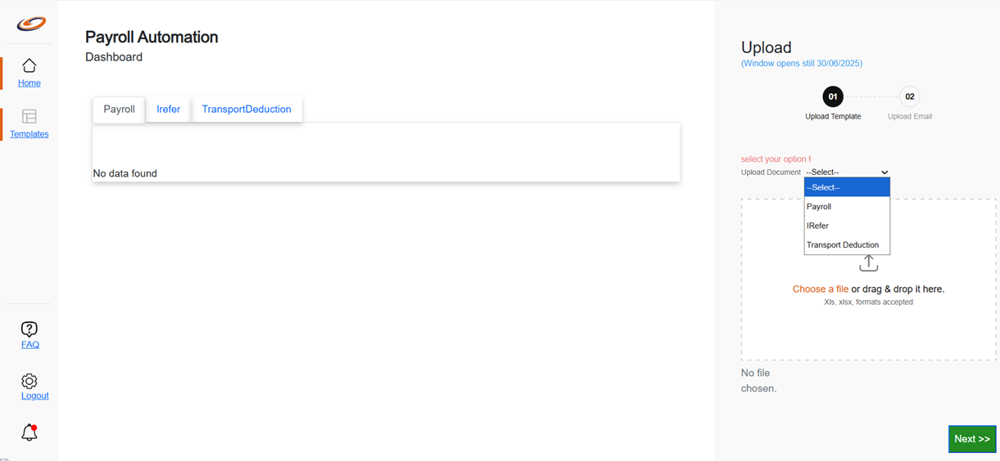 Home
Templates
FAQ
Logout
Payroll Automation
Dashboard
Payroll Irefer TransportDeduction
No data found
Upload
(Window opens still 30/06/2025)
01 02
Upload Template Upload Email
select your option !
Upload Document --Select--
--Select--
Payroll
IRefer
Transport Deduction
Choose a file or drag & drop it here.
Xls, xlsx, formats accepted
No file
chosen.
Next >>